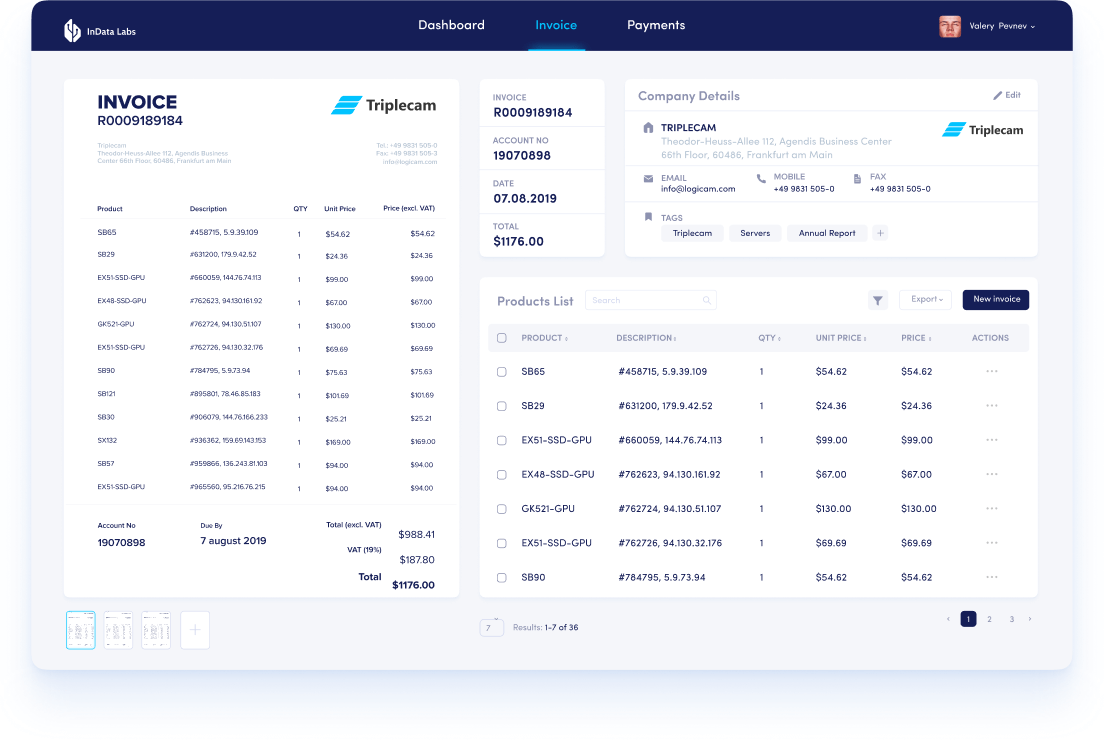 InData Labs
Dashboard Invoice Payments
Valery Pevnev
INVOICE
R0009189184
Triplecam
Triplecam
Theodor-Heuss-Allee 112, Agendis Business
Center 66th Floor, 60486, Frankfurt am Main
Tel.: +49 9831 505-0
Fax: +49 9831 505-3
info@logicam.com
Product Description QTY Unit Price Price (excl. VAT)
SB65 #458715, 5.9.39.109 1 $54.62 $54.62
SB29 #631200, 179.9.42.52 1 $24.36 $24.36
EX51-SSD-GPU #660059, 144.76.74.113 1 $99.00 $99.00
EX48-SSD-GPU #762623, 94.130.161.92 1 $67.00 $67.00
GK521-GPU #762724, 94.130.51.107 1 $130.00 $130.00
EX51-SSD-GPU #762726, 94.130.32.176 1 $69.69 $69.69
SB90 #784795, 5.9.73.94 1 $75.63 $75.63
SB121 #895801, 78.46.85.183 1 $101.69 $101.69
SB30 #906079, 144.76.166.233 1 $25.21 $25.21
SX132 #936362, 159.69.143.153 1 $169.00 $169.00
SB57 #959866, 136.243.81.103 1 $94.00 $94.00
EX51-SSD-GPU #965560, 95.216.76.215 1 $94.00 $94.00
Account No Due By Total (excl. VAT) $988.41
19070898 7 august 2019 VAT (19%) $187.80
Total $1176.00
INVOICE
R0009189184
ACCOUNT NO
19070898
DATE
07.08.2019
TOTAL
$1176.00
Company Details Edit
TRIPLECAM
Theodor-Heuss-Allee 112, Agendis Business Center
66th Floor, 60486, Frankfurt am Main
Triplecam
EMAIL MOBILE FAX
info@logicam.com +49 9831 505-0 +49 9831 505-0
TAGS
Triplecam Servers Annual Report +
Products List Search Export New invoice
PRODUCT DESCRIPTION QTY UNIT PRICE PRICE ACTIONS
SB65 #458715, 5.9.39.109 1 $54.62 $54.62 ...
SB29 #631200, 179.9.42.52 1 $24.36 $24.36 ...
EX51-SSD-GPU #660059, 144.76.74.113 1 $99.00 $99.00 ...
EX48-SSD-GPU #762623, 94.130.161.92 1 $67.00 $67.00 ...
GK521-GPU #762724, 94.130.51.107 1 $130.00 $130.00 ...
EX51-SSD-GPU #762726, 94.130.32.176 1 $69.69 $69.69 ...
SB90 #784795, 5.9.73.94 1 $54.62 $54.62 ...
7 Results: 1-7 of 36
‹ 1 2 3 ›